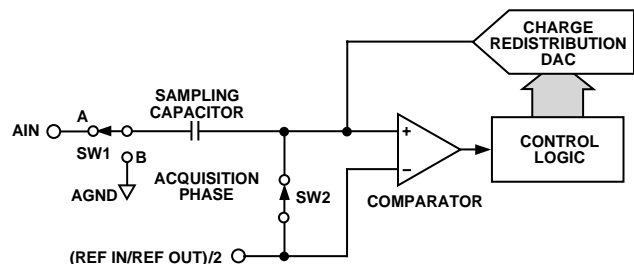 CHARGE
REDISTRIBUTION
DAC
SAMPLING
CAPACITOR
A
AIN
SW1
B
AGND
ACQUISITION
PHASE
SW2
+
−
COMPARATOR
CONTROL
LOGIC
(REF IN/REF OUT)/2